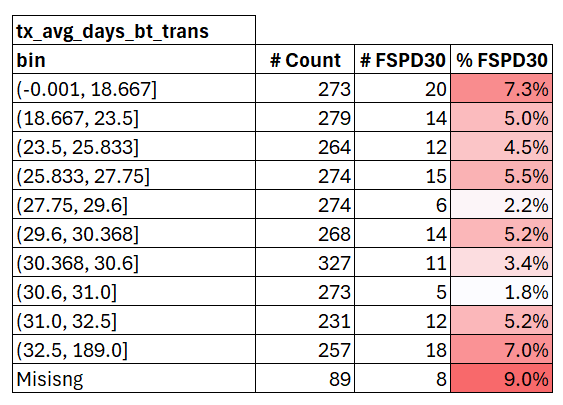 tx_avg_days_bt_trans
bin # Count # FSPD30 % FSPD30
(-0.001, 18.667] 273 20 7.3%
(18.667, 23.5] 279 14 5.0%
(23.5, 25.833] 264 12 4.5%
(25.833, 27.75] 274 15 5.5%
(27.75, 29.6] 274 6 2.2%
(29.6, 30.368] 268 14 5.2%
(30.368, 30.6] 327 11 3.4%
(30.6, 31.0] 273 5 1.8%
(31.0, 32.5] 231 12 5.2%
(32.5, 189.0] 257 18 7.0%
Misisng 89 8 9.0%